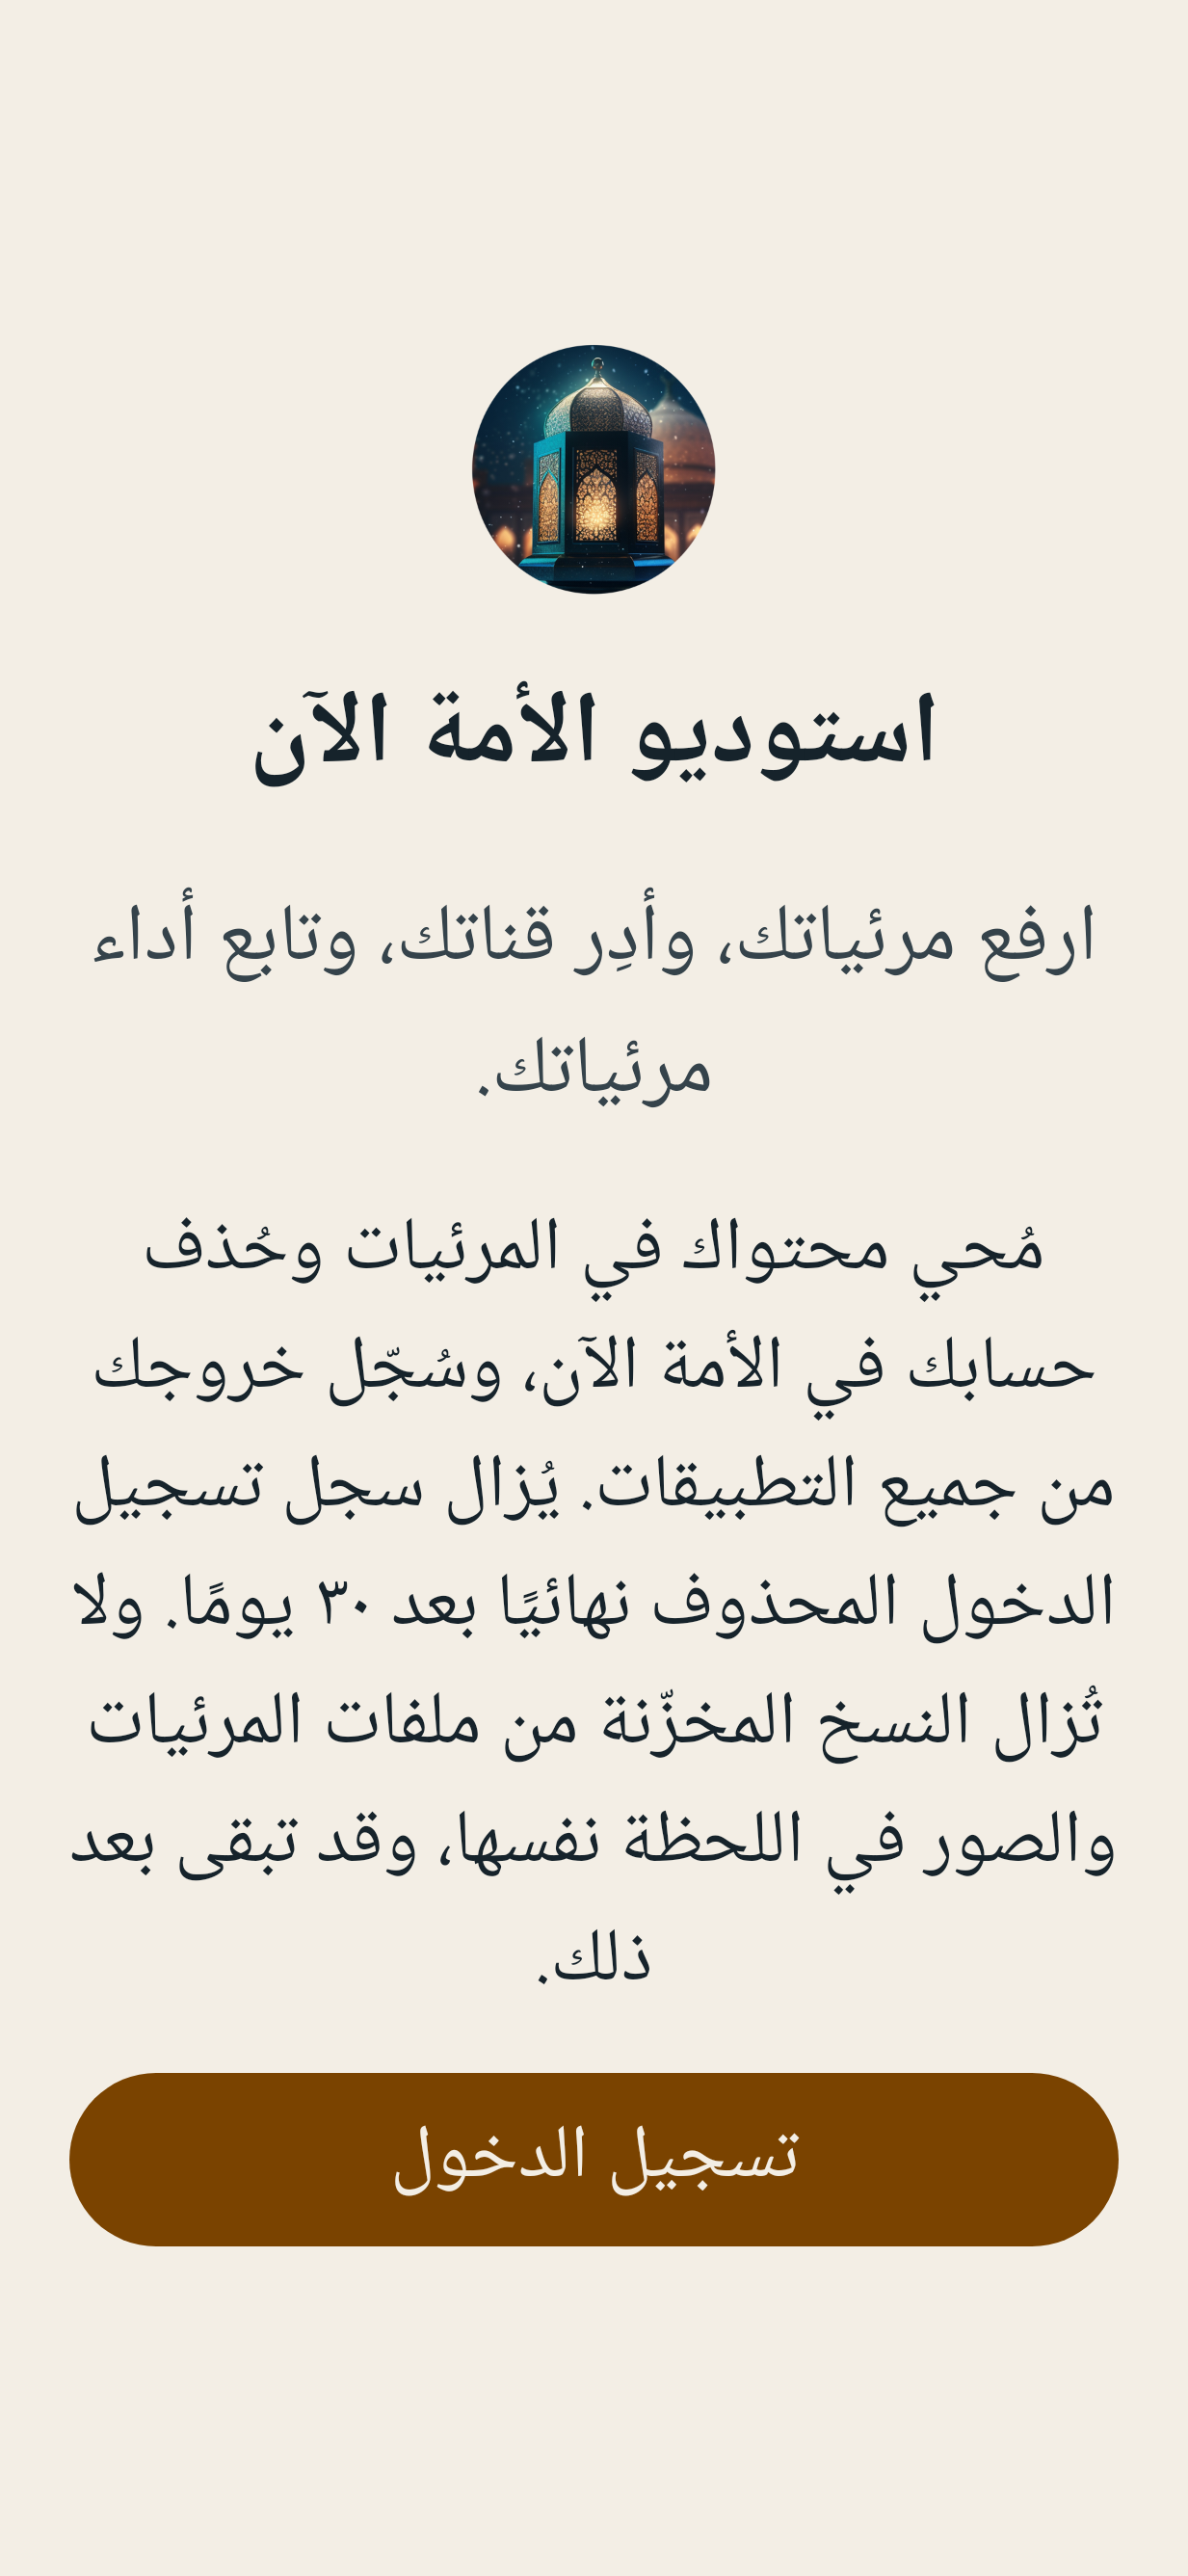 استوديو الأمة الآن
ارفع مرئياتك، وأدِر قناتك، وتابع أداء
مرئياتك.
مُحي محتواك في المرئيات وحُذف
حسابك في الأمة الآن، وسُجّل خروجك
من جميع التطبيقات. يُزال سجل تسجيل
الدخول المحذوف نهائيًا بعد ٣٠ يومًا. ولا
تُزال النسخ المخزّنة من ملفات المرئيات
والصور في اللحظة نفسها، وقد تبقى بعد
ذلك.
تسجيل الدخول